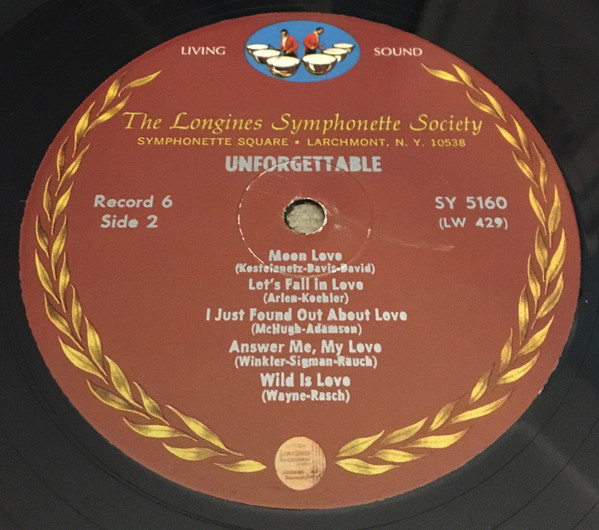 LIVING SOUND
The Longines Symphonette Society
SYMPHONETTE SQUARE • LARCHMONT, N. Y. 10538
UNFORGETTABLE
Record 6
Side 2
SY 5160
(LW 429)
Moon Love
(Kostelanetz-Davis-David)
Let's Fall in Love
(Arlen-Koehler)
I Just Found Out About Love
(McHugh-Adamson)
Answer Me, My Love
(Winkler-Sigman-Rauch)
Wild Is Love
(Wayne-Rasch)